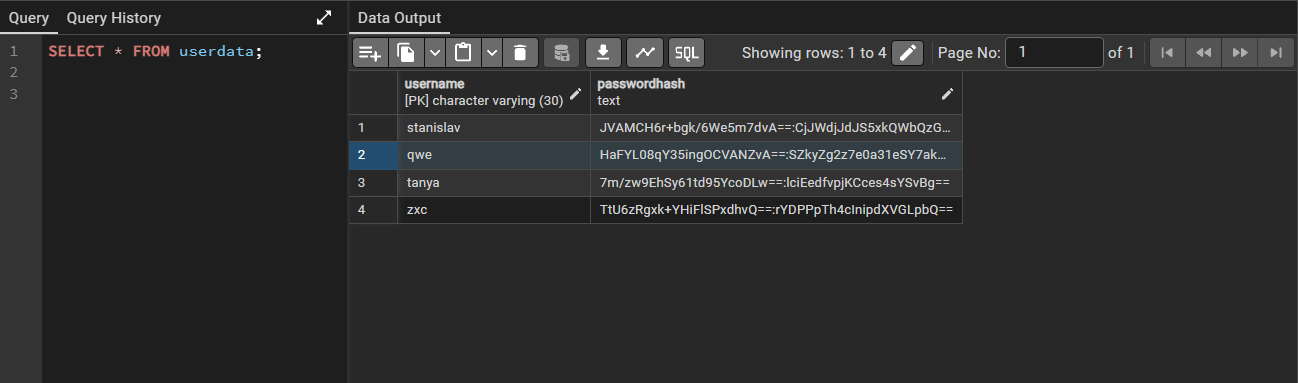 Query Query History
Data Output
1 SELECT * FROM userdata;
2
3
SQL Showing rows: 1 to 4 Page No: 1 of 1
username passwordhash
[PK] character varying (30) text
1 stanislav JVAMCH6r+bgk/6We5m7dvA==:CjJWdjJdJS5xkQWbQzG...
2 qwe HaFYL08qY35ingOCVANZvA==:SZkyZg2z7e0a31eSY7ak...
3 tanya 7m/zw9EhSy61td95YcoDLw==:lciEedfvpjKCces4sYSvBg==
4 zxc TtU6zRgxk+YHiFlSPxdhvQ==:rYDPPpTh4cInipdXVGLpbQ==